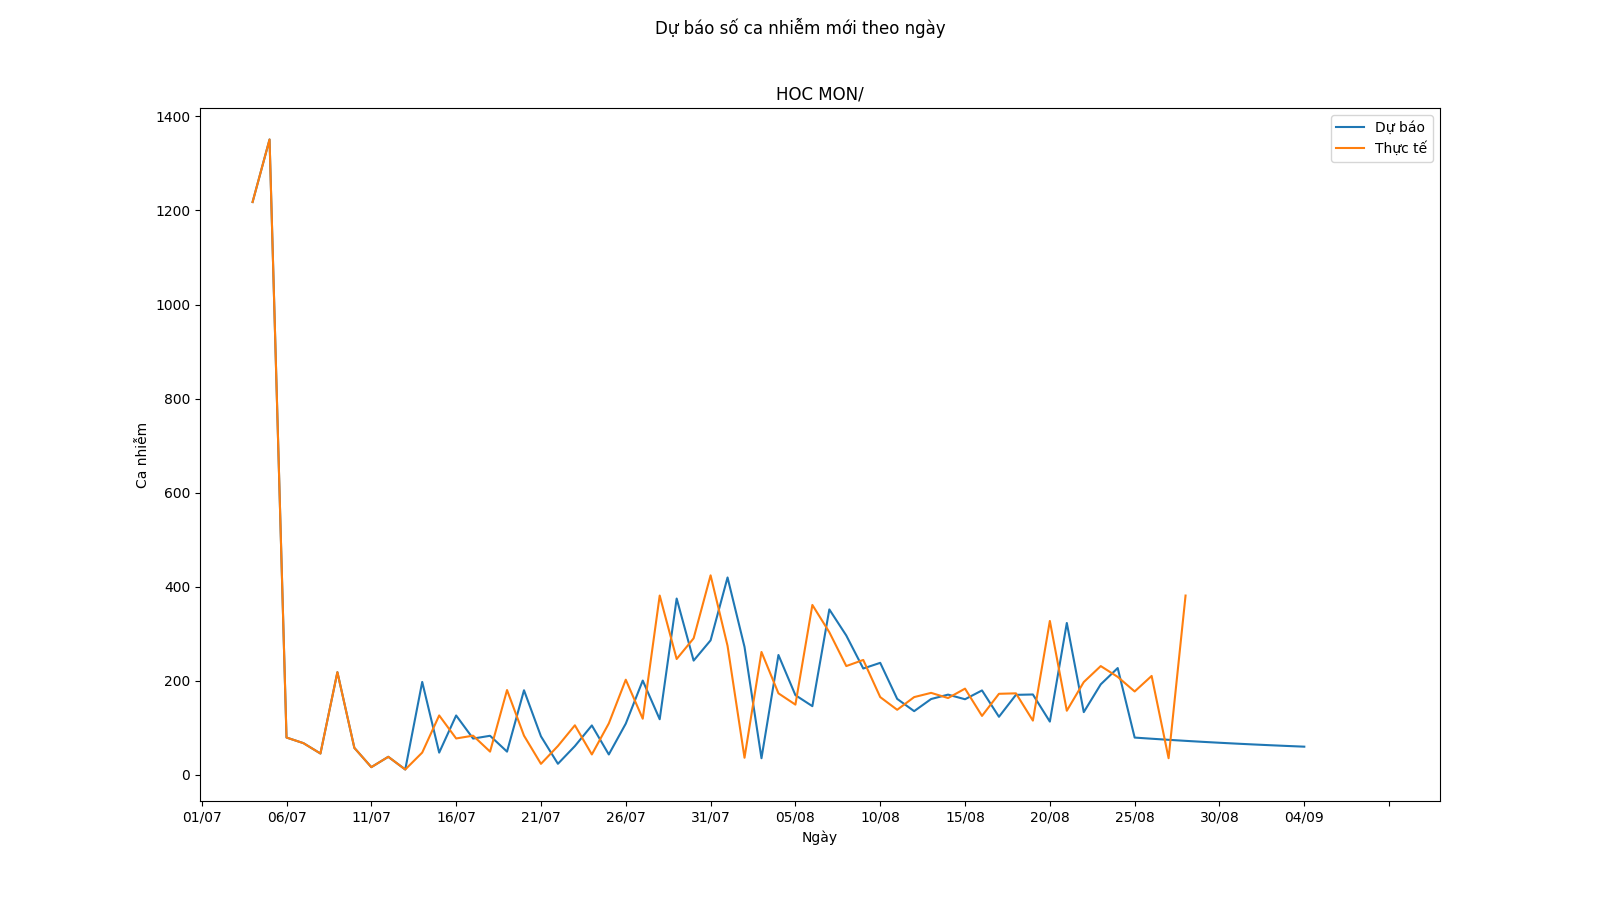 Dự báo số ca nhiễm mới theo ngày
HOC MON/
Dự báo
Thực tế
1400
1200
1000
800
600
400
200
0
Ca nhiễm
01/07 06/07 11/07 16/07 21/07 26/07 31/07 05/08 10/08 15/08 20/08 25/08 30/08 04/09
Ngày